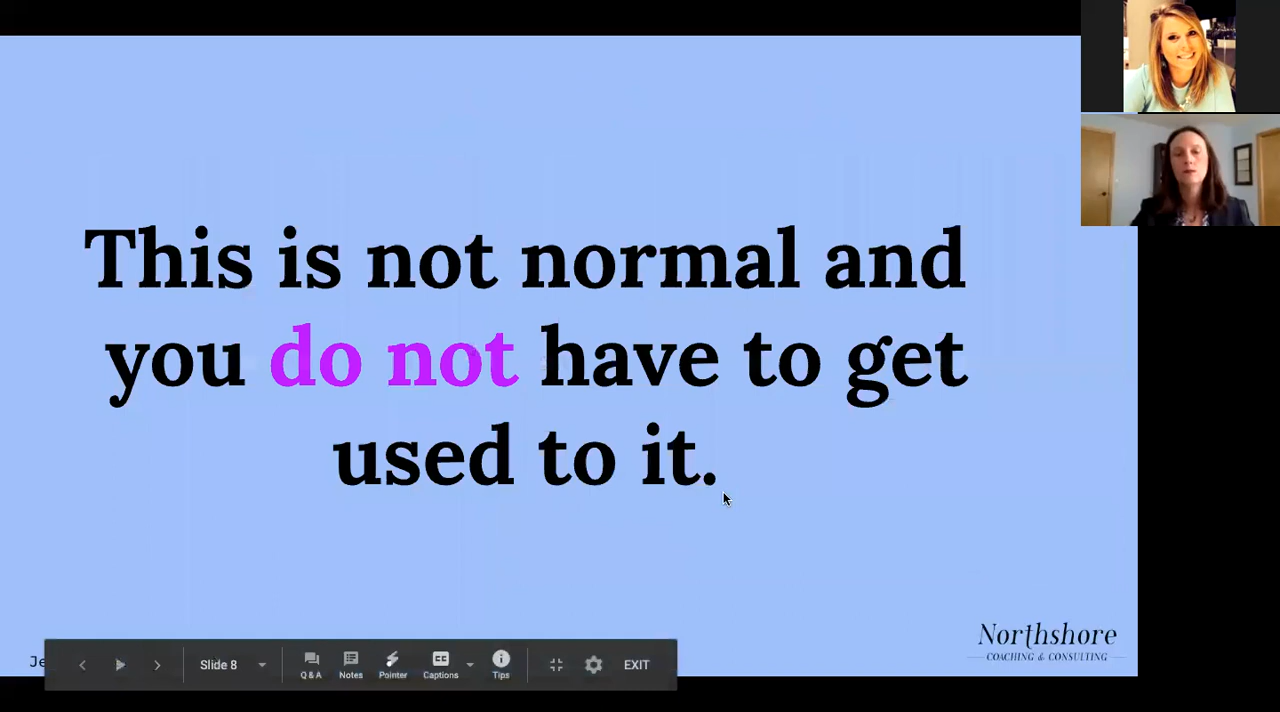 This is not normal and
you do not have to get
used to it.
Northshore
COACHING & CONSULTING
Slide 8
Q & A
Notes
Pointer
Captions
Tips
EXIT